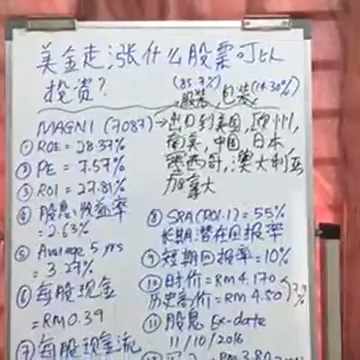 美金走涨什么股票可以
投资?
(85.7%) (14.30%)
服装, 包装
MAGNI (7087) → 出口到美国, 欧州,
南美, 中国, 日本,
墨西哥, 澳大利亚
加拿大
① ROE = 28.37%
② PE = 7.57%
③ ROI = 27.81%
④ 股息收益率
= 2.63%
⑤ Average 5 yrs
= 3.27%
⑥ 每股现金
= RM0.39
⑦ 每股现金流
⑧ SRA (ROI.1) = 55%
长期潜在回报率
⑨ 短期回报率 = 10%
⑩ 时价 = RM 4.170
历史高价 = RM 4.50
⑪ 股息 Ex-date
11/10/2016